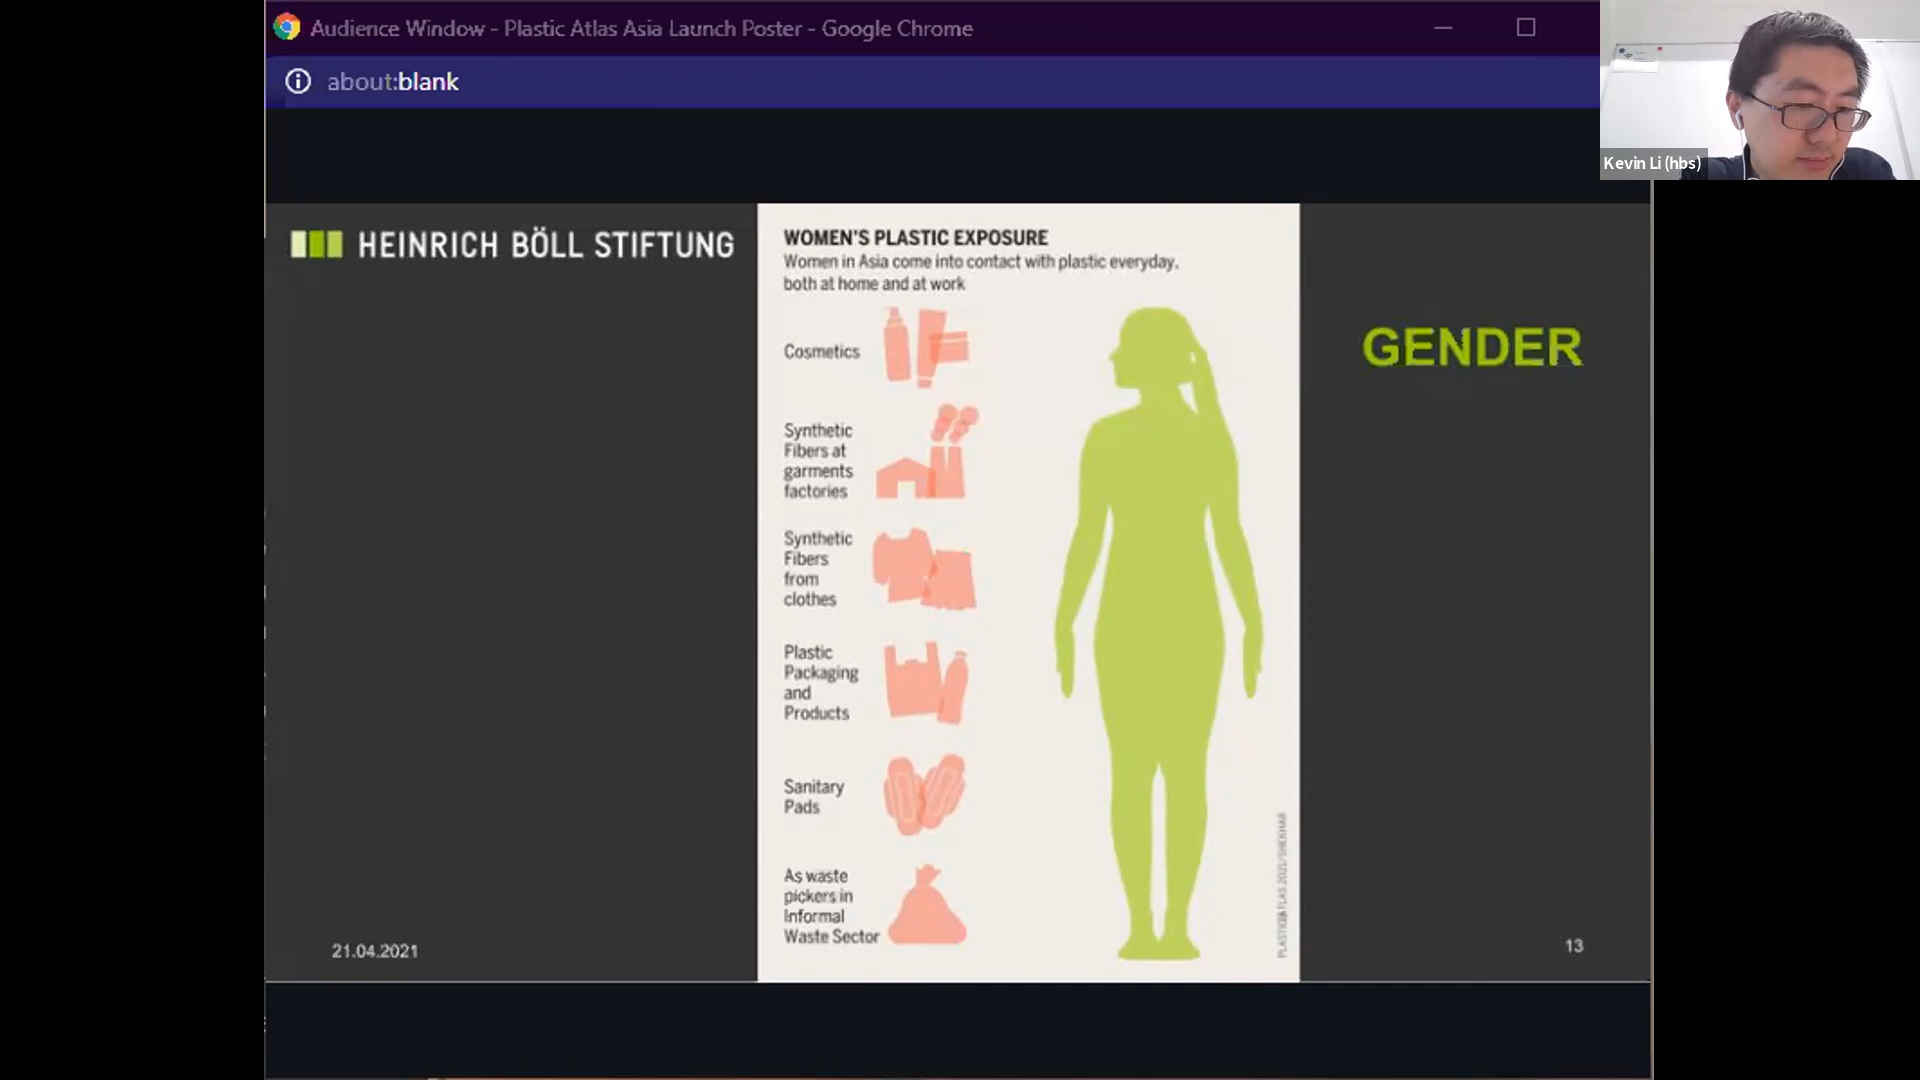 Audience Window - Plastic Atlas Asia Launch Poster - Google Chrome
about:blank
Kevin Li (hbs)
HEINRICH BÖLL STIFTUNG
WOMEN'S PLASTIC EXPOSURE
Women in Asia come into contact with plastic everyday,
both at home and at work
GENDER
Cosmetics
Synthetic
Fibers at
garments
factories
Synthetic
Fibers
from
clothes
Plastic
Packaging
and
Products
Sanitary
Pads
As waste
pickers in
Informal
Waste Sector
PLASTICATLAS 2021/SHEKHAR
21.04.2021
13